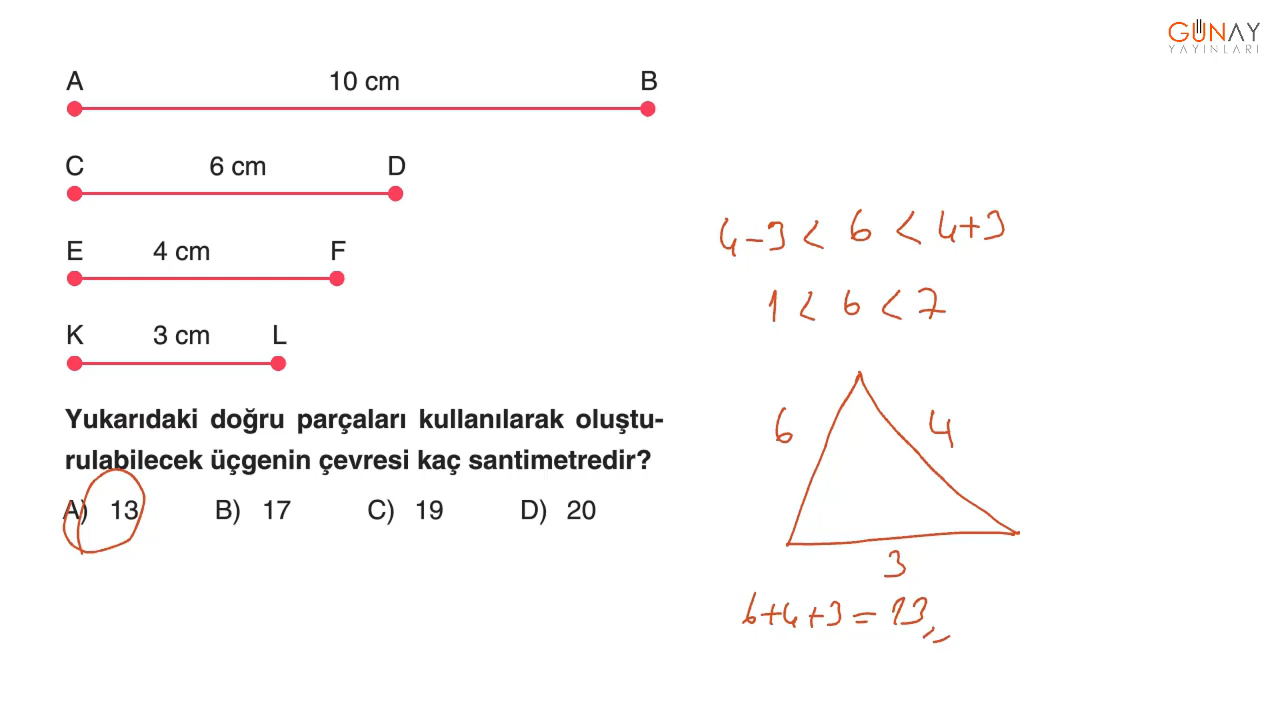 GÜNAY
YAYINLARI
A 10 cm B
C 6 cm D
E 4 cm F
K 3 cm L
Yukarıdaki doğru parçaları kullanılarak oluştu-
rulabilecek üçgenin çevresi kaç santimetredir?
A) 13 B) 17 C) 19 D) 20
4-3 < 6 < 4+3
1 < 6 < 7
6 4
3
6+4+3=13,,